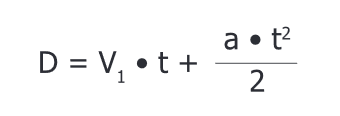 D = V₁ • t + a • t² / 2